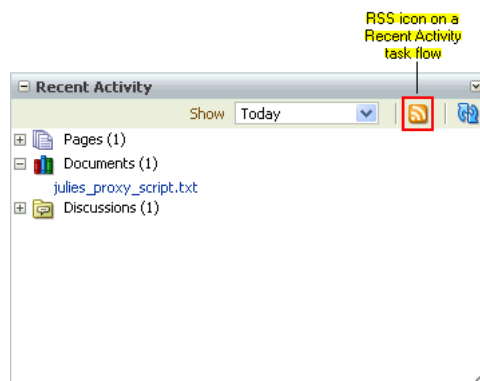 RSS icon on a
Recent Activity
task flow
Recent Activity
Show Today
Pages (1)
Documents (1)
julies_proxy_script.txt
Discussions (1)